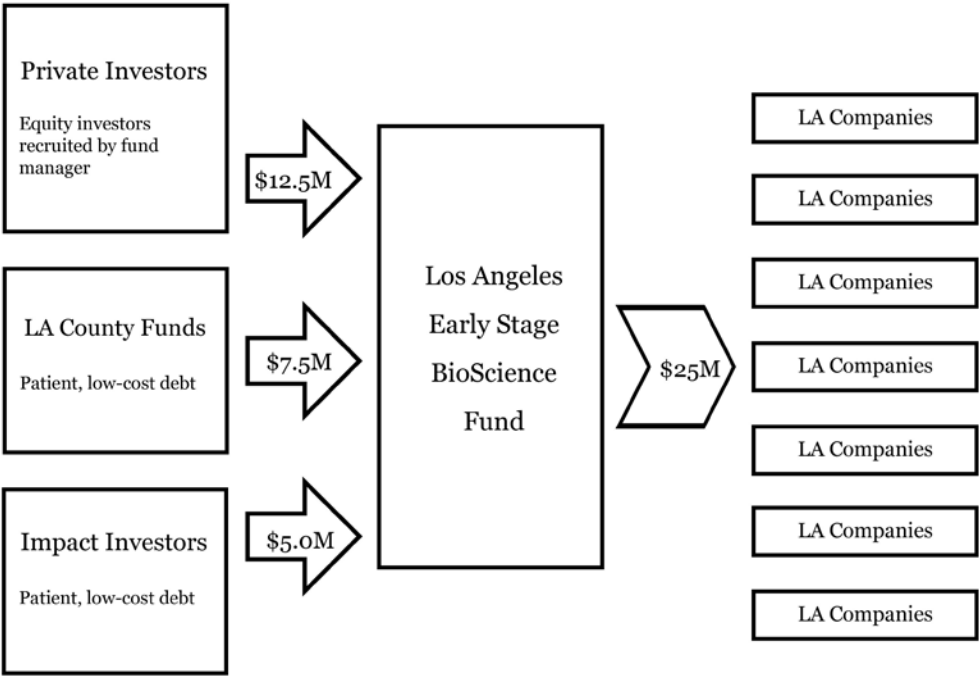 Private Investors
Equity investors
recruited by fund
manager
$12.5M
LA County Funds
Patient, low-cost debt
$7.5M
Impact Investors
Patient, low-cost debt
$5.0M
Los Angeles
Early Stage
BioScience
Fund
$25M
LA Companies
LA Companies
LA Companies
LA Companies
LA Companies
LA Companies
LA Companies